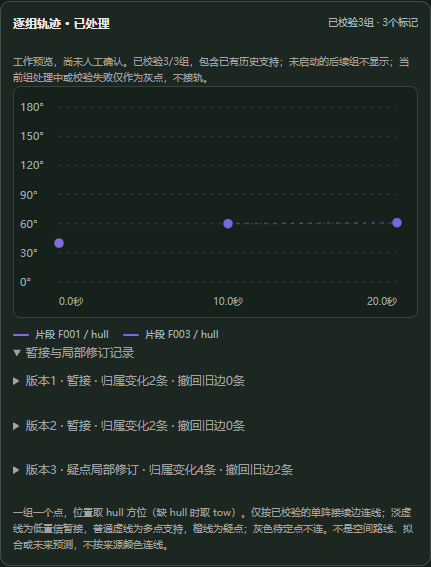 逐组轨迹·已处理
已校验3组·3个标记
工作预览，尚未人工确认。已校验3/3组，包含已有历史支持；未启动的后续组不显示；当
前组处理中或校验失败仅作为灰点，不接轨。
180°
150°
120°
90°
60°
30°
0°
0.0秒
10.0秒
20.0秒
片段 F001 / hull
片段 F003 / hull
▼ 暂接与局部修订记录
▶ 版本1·暂接·归属变化2条·撤回旧边0条
▶ 版本2·暂接·归属变化2条·撤回旧边0条
▶ 版本3·疑点局部修订·归属变化4条·撤回旧边2条
一组一个点，位置取 hull 方位（缺 hull 时取 tow）。仅按已校验的单阵接续边连线；淡虚
线为低置信暂接，普通虚线为多点支持，橙线为疑点；灰色待定点不连。不是空间路线、拟
合或未来预测，不按来源颜色连线。